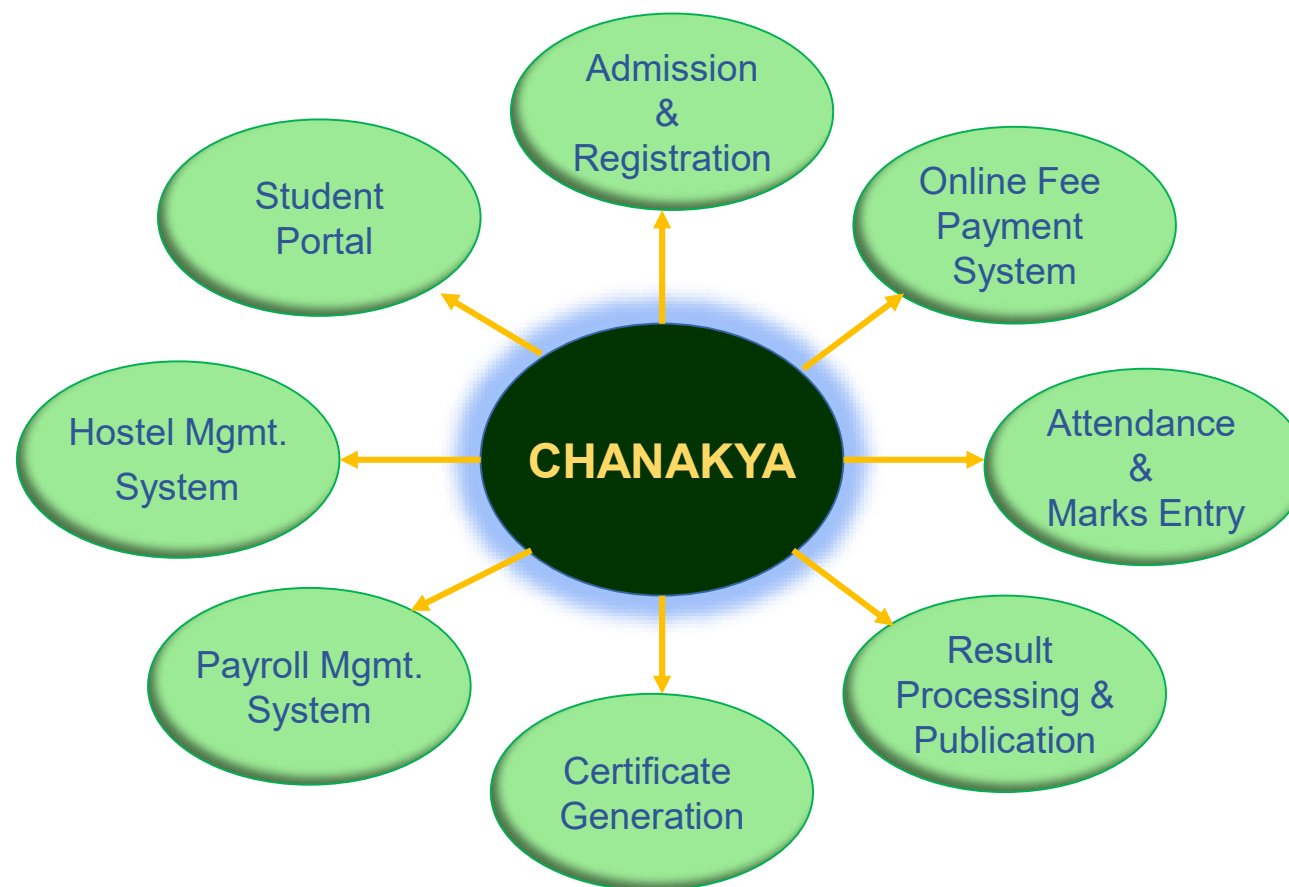 Admission
&
Registration
Student
Portal
Online Fee
Payment
System
Hostel Mgmt.
System
CHANAKYA
Attendance
&
Marks Entry
Payroll Mgmt.
System
Result
Processing &
Publication
Certificate
Generation